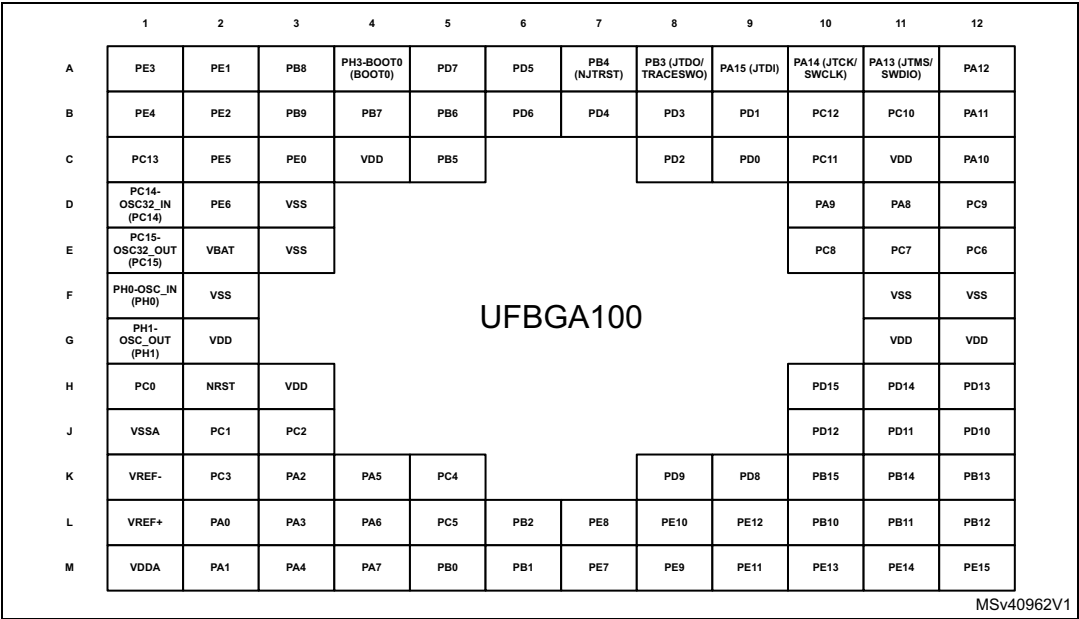 1 2 3 4 5 6 7 8 9 10 11 12
A PE3 PE1 PB8 PH3-BOOT0 (BOOT0) PD7 PD5 PB4 (NJTRST) PB3 (JTDO/ TRACESWO) PA15 (JTDI) PA14 (JTCK/ SWCLK) PA13 (JTMS/ SWDIO) PA12
B PE4 PE2 PB9 PB7 PB6 PD6 PD4 PD3 PD1 PC12 PC10 PA11
C PC13 PE5 PE0 VDD PB5 PD2 PD0 PC11 VDD PA10
D PC14- OSC32_IN (PC14) PE6 VSS PA9 PA8 PC9
E PC15- OSC32_OUT (PC15) VBAT VSS PC8 PC7 PC6
F PH0-OSC_IN (PH0) VSS VSS VSS
UFBGA100
G PH1- OSC_OUT (PH1) VDD VDD VDD
H PC0 NRST VDD PD15 PD14 PD13
J VSSA PC1 PC2 PD12 PD11 PD10
K VREF- PC3 PA2 PA5 PC4 PD9 PD8 PB15 PB14 PB13
L VREF+ PA0 PA3 PA6 PC5 PB2 PE8 PE10 PE12 PB10 PB11 PB12
M VDDA PA1 PA4 PA7 PB0 PB1 PE7 PE9 PE11 PE13 PE14 PE15
MSv40962V1